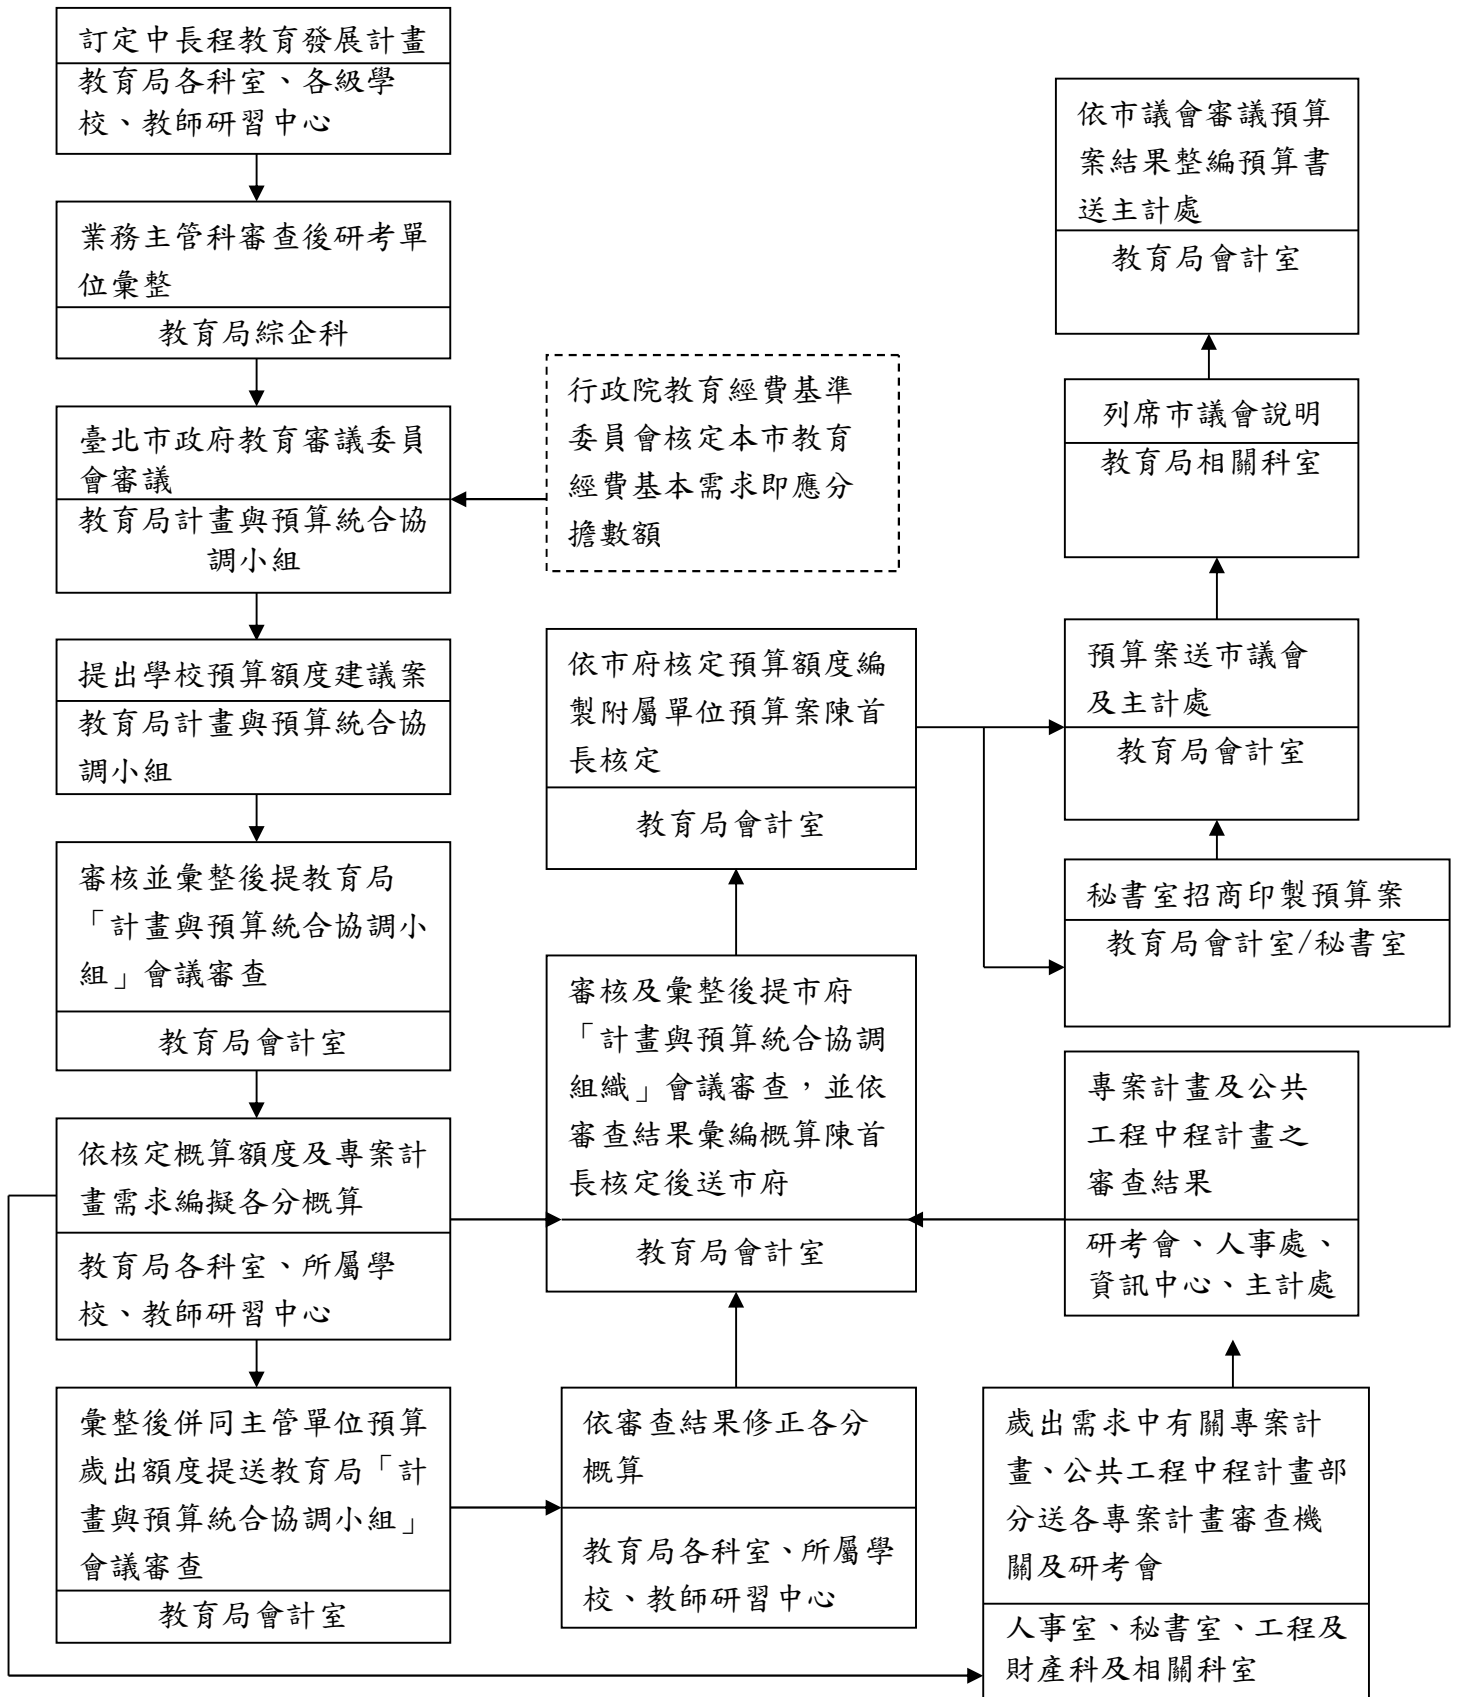 訂定中長程教育發展計畫
教育局各科室、各級學
校、教師研習中心
業務主管科審查後研考單
位彙整
教育局綜企科
臺北市政府教育審議委員
會審議
教育局計畫與預算統合協
調小組
提出學校預算額度建議案
教育局計畫與預算統合協
調小組
審核並彙整後提教育局
「計畫與預算統合協調小
組」會議審查
教育局會計室
依核定概算額度及專案計
畫需求編擬各分概算
教育局各科室、所屬學
校、教師研習中心
彙整後併同主管單位預算
歲出額度提送教育局「計
畫與預算統合協調小組」
會議審查
教育局會計室
行政院教育經費基準
委員會核定本市教育
經費基本需求即應分
擔數額
依市府核定預算額度編
製附屬單位預算案陳首
長核定
教育局會計室
審核及彙整後提市府
「計畫與預算統合協調
組織」會議審查，並依
審查結果彙編概算陳首
長核定後送市府
教育局會計室
依審查結果修正各分
概算
教育局各科室、所屬學
校、教師研習中心
依市議會審議預算
案結果整編預算書
送主計處
教育局會計室
列席市議會說明
教育局相關科室
預算案送市議會
及主計處
教育局會計室
秘書室招商印製預算案
教育局會計室/秘書室
專案計畫及公共
工程中程計畫之
審查結果
研考會、人事處、
資訊中心、主計處
歲出需求中有關專案計
畫、公共工程中程計畫部
分送各專案計畫審查機
關及研考會
人事室、秘書室、工程及
財產科及相關科室